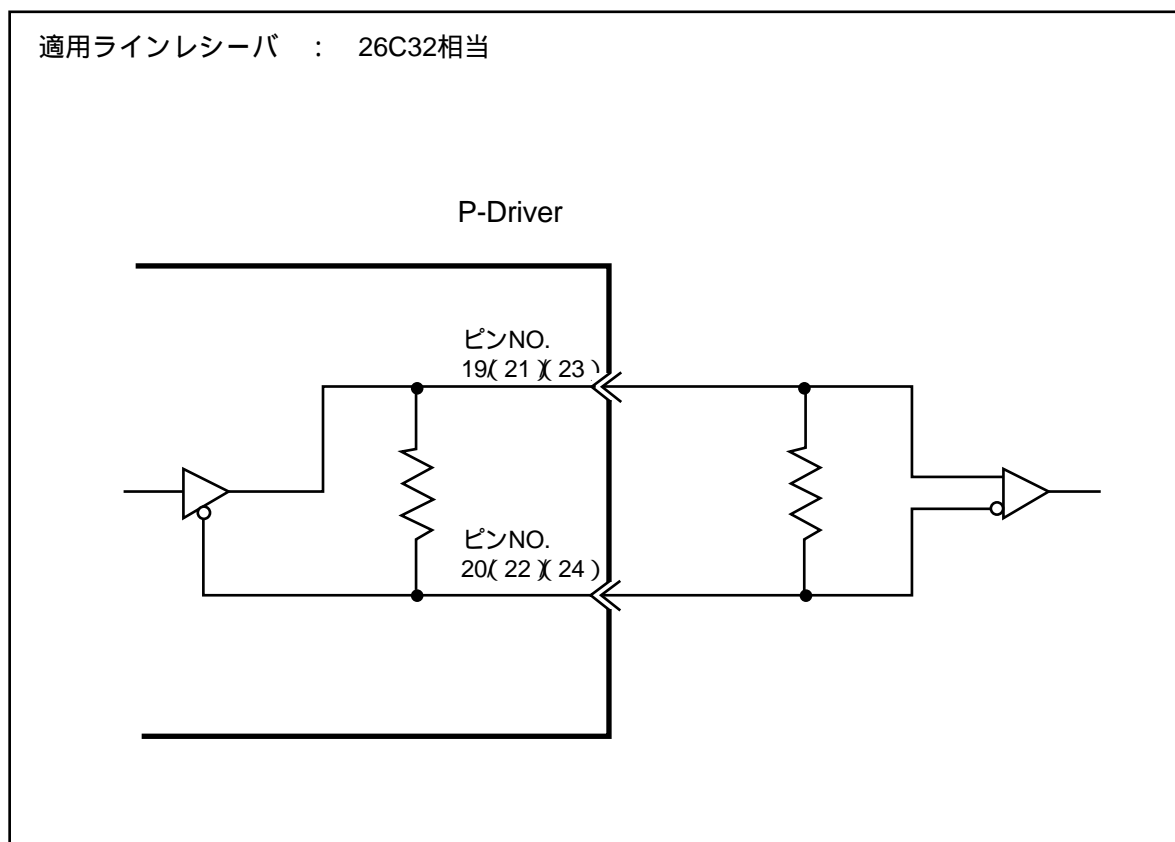 適用ラインレシーバ : 26C32相当
P-Driver
ピンNO.
19( 21 )( 23 )
ピンNO.
20( 22 )( 24 )